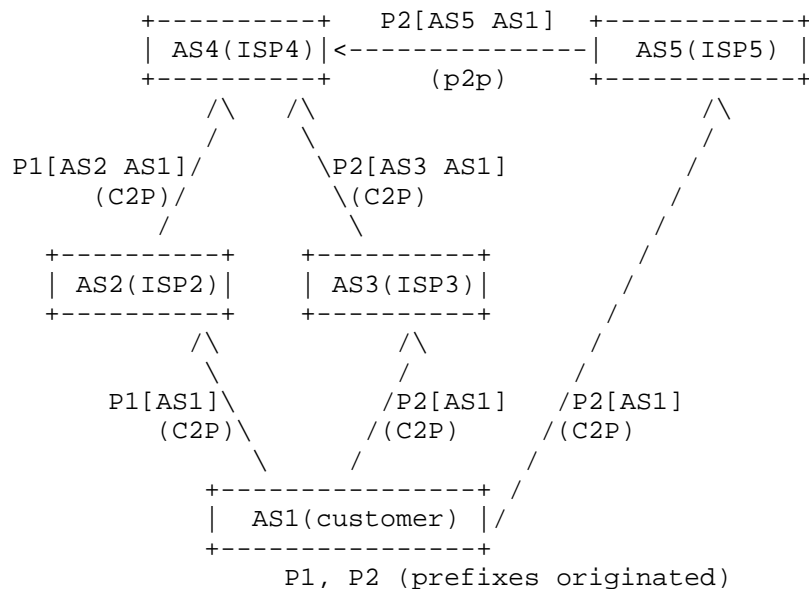 +----------+   P2[AS5 AS1]  +------------+
| AS4(ISP4)|<---------------| AS5(ISP5) |
+----------+     (p2p)      +------------+
/\   /\                          /\
/     \                          /
P1[AS2 AS1]/       \P2[AS3 AS1]            /
(C2P)/        \(C2P)                /
/          \                    /
+----------+    +----------+           /
| AS2(ISP2)|    | AS3(ISP3)|          /
+----------+    +----------+         /
/\           /\            /
\           /            /
P1[AS1]\         /P2[AS1]   /P2[AS1]
(C2P)\       /(C2P)     /(C2P)
\     /          /
+----------------+ /
|  AS1(customer) |/
+----------------+
P1, P2 (prefixes originated)